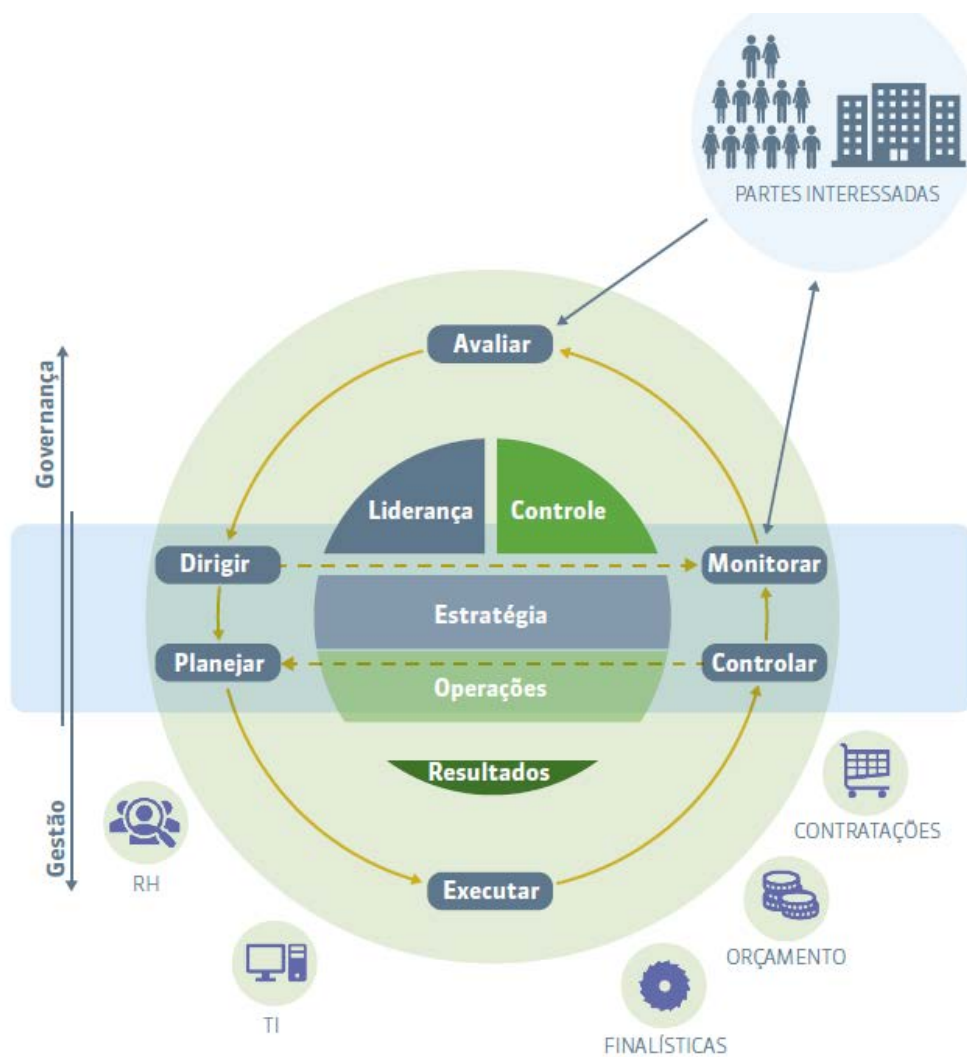 PARTES INTERESSADAS
Avaliar
Governança
Liderança
Controle
Dirigir
Monitorar
Estratégia
Planejar
Controlar
Operações
Resultados
Gestão
CONTRATAÇÕES
RH
Executar
ORÇAMENTO
TI
FINALÍSTICAS